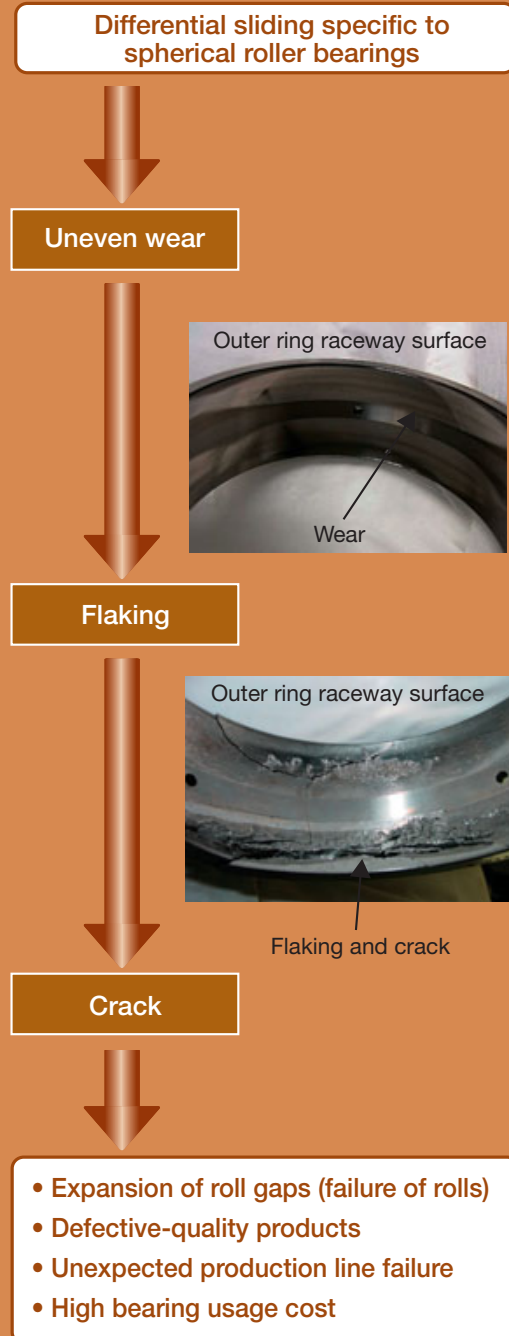 Differential sliding specific to
spherical roller bearings
Uneven wear
Outer ring raceway surface
Wear
Flaking
Outer ring raceway surface
Flaking and crack
Crack
• Expansion of roll gaps (failure of rolls)
• Defective-quality products
• Unexpected production line failure
• High bearing usage cost